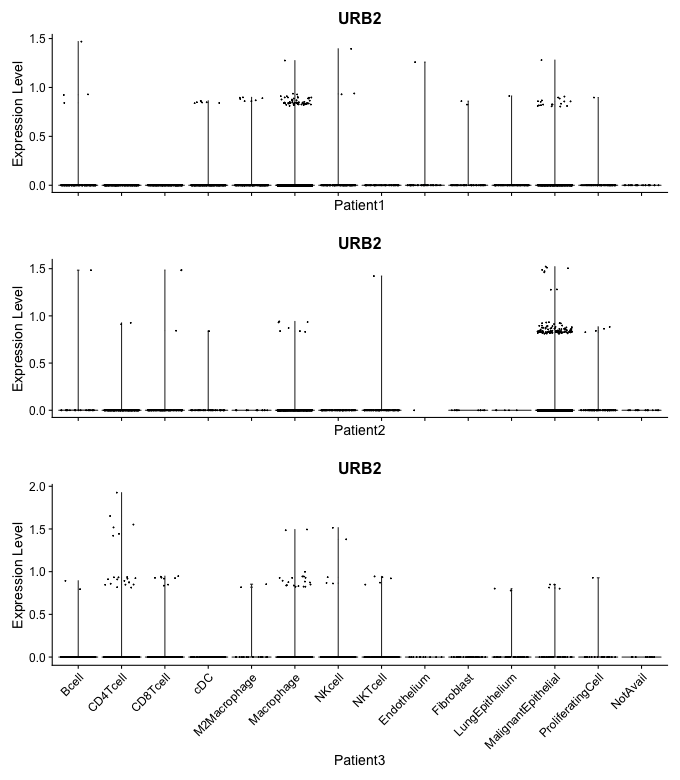 URB2
Expression Level
1.5
1.0
0.5
0.0
Patient1
URB2
Expression Level
1.5
1.0
0.5
0.0
Patient2
URB2
Expression Level
2.0
1.5
1.0
0.5
0.0
Bcell
CD4Tcell
CD8Tcell
cDC
M2Macrophage
Macrophage
NKcell
NKTcell
Endothelium
Fibroblast
LungEpithelium
MalignantEpithelial
ProliferatingCell
NotAvail
Patient3